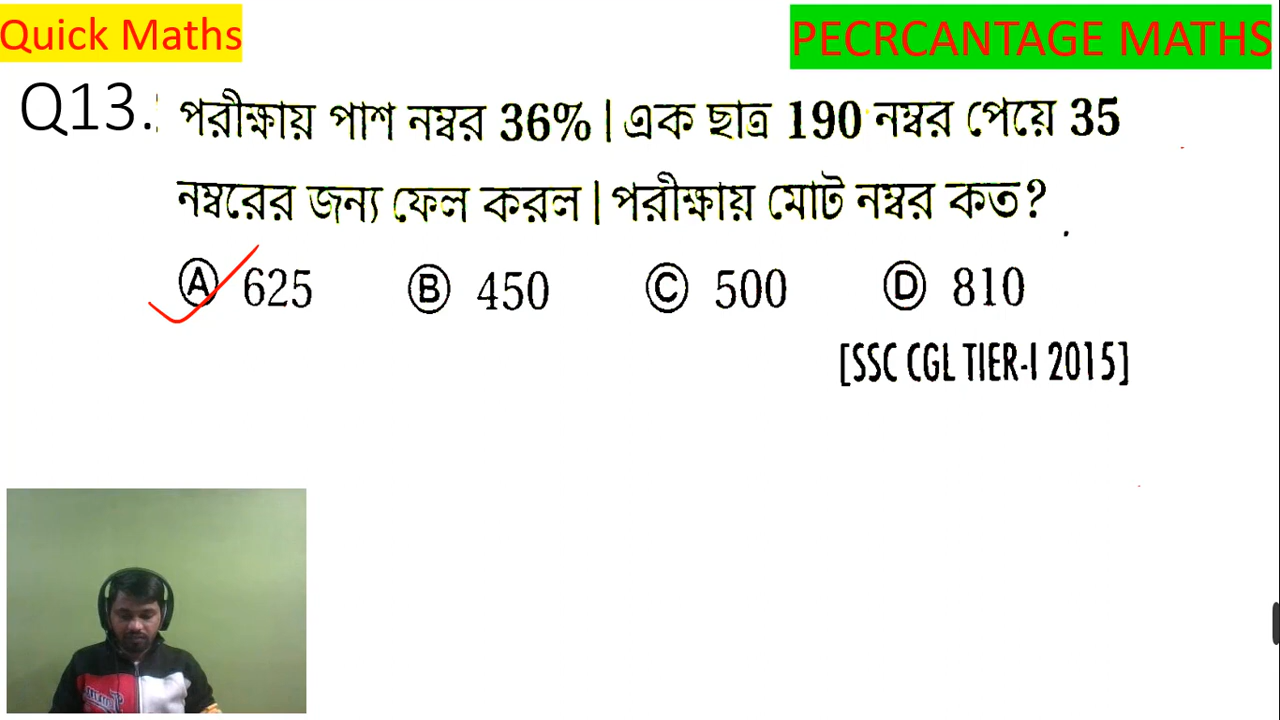 Quick Maths
PECRCANTAGE MATHS
Q13.
পরীক্ষায় পাশ নম্বর 36% | এক ছাত্র 190 নম্বর পেয়ে 35
নম্বরের জন্য ফেল করল | পরীক্ষায় মোট নম্বর কত?
Ⓐ 625 Ⓑ 450 Ⓒ 500 Ⓓ 810
[SSC CGL TIER-I 2015]